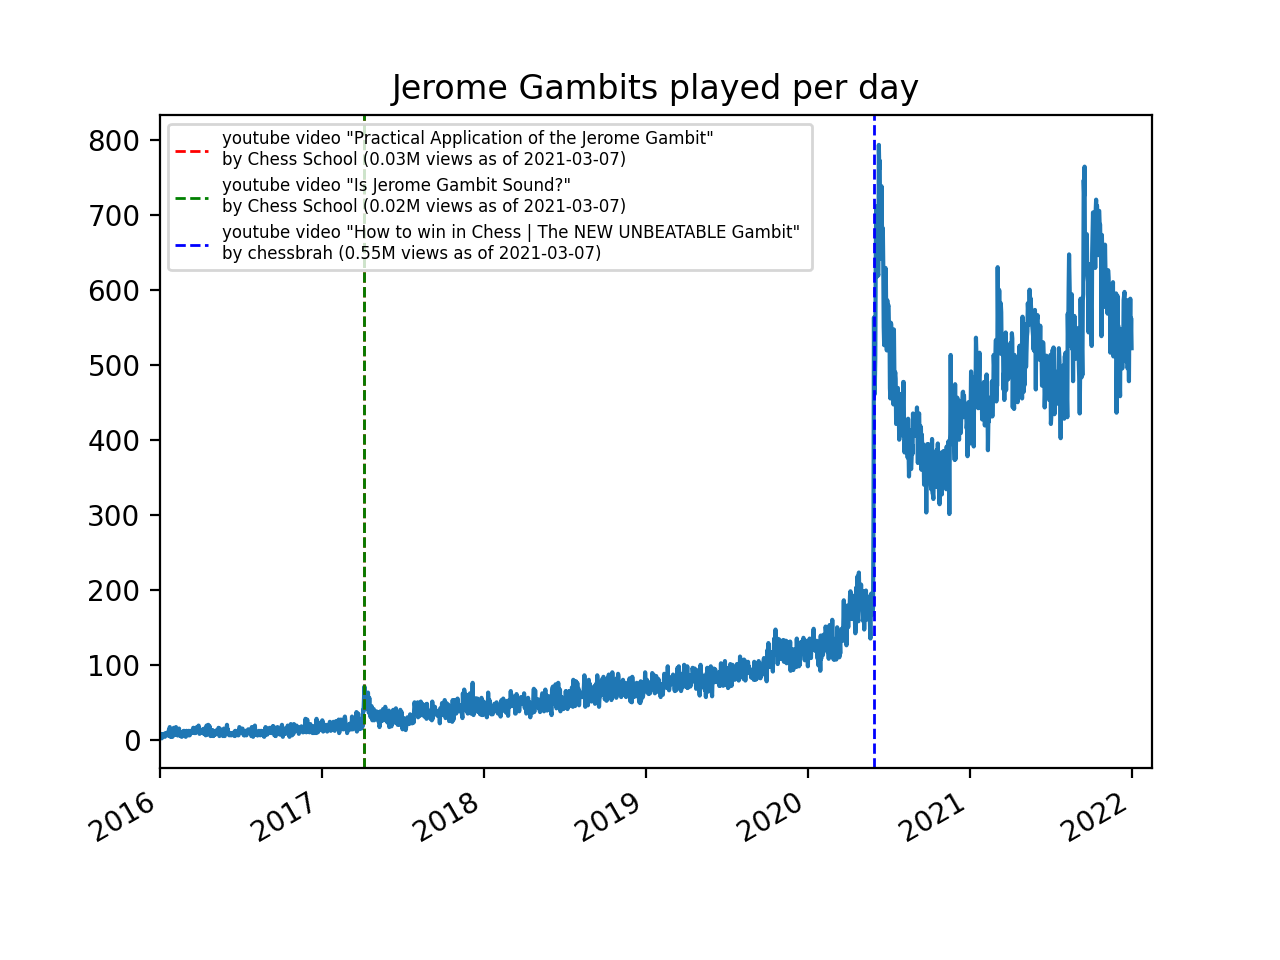 Jerome Gambits played per day
youtube video "Practical Application of the Jerome Gambit"
by Chess School (0.03M views as of 2021-03-07)
youtube video "Is Jerome Gambit Sound?"
by Chess School (0.02M views as of 2021-03-07)
youtube video "How to win in Chess | The NEW UNBEATABLE Gambit"
by chessbrah (0.55M views as of 2021-03-07)
800
700
600
500
400
300
200
100
0
2016
2017
2018
2019
2020
2021
2022